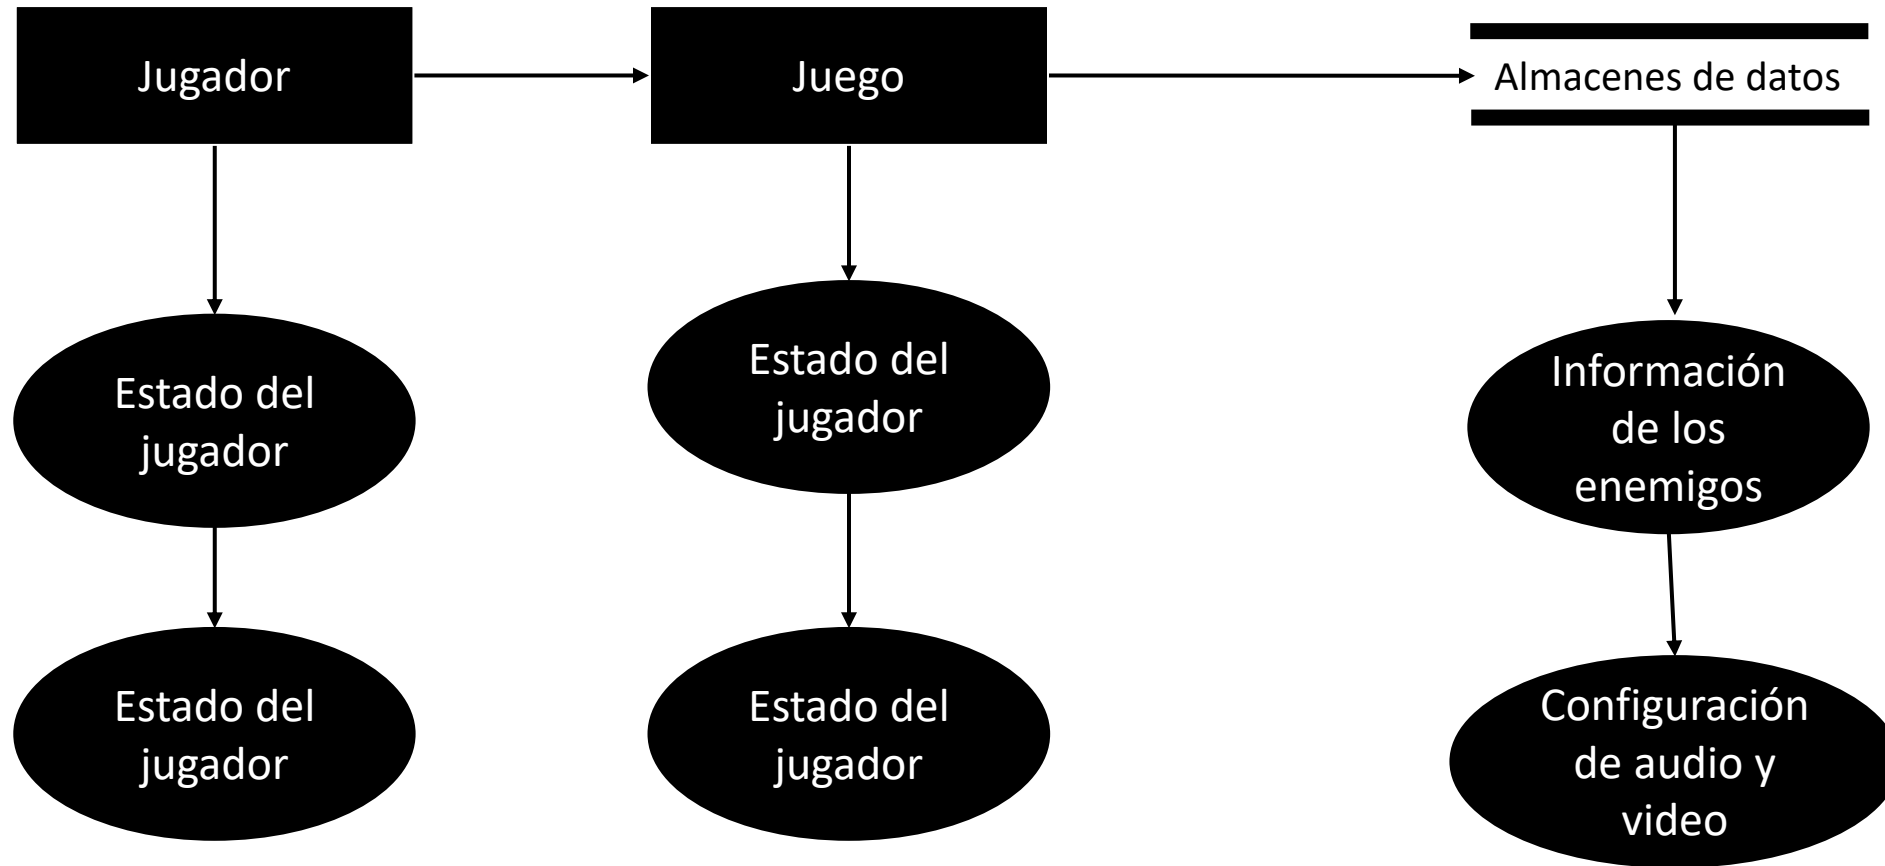 Jugador
Juego
Almacenes de datos
Estado del
jugador
Estado del
jugador
Información
de los
enemigos
Estado del
jugador
Estado del
jugador
Configuración
de audio y
video